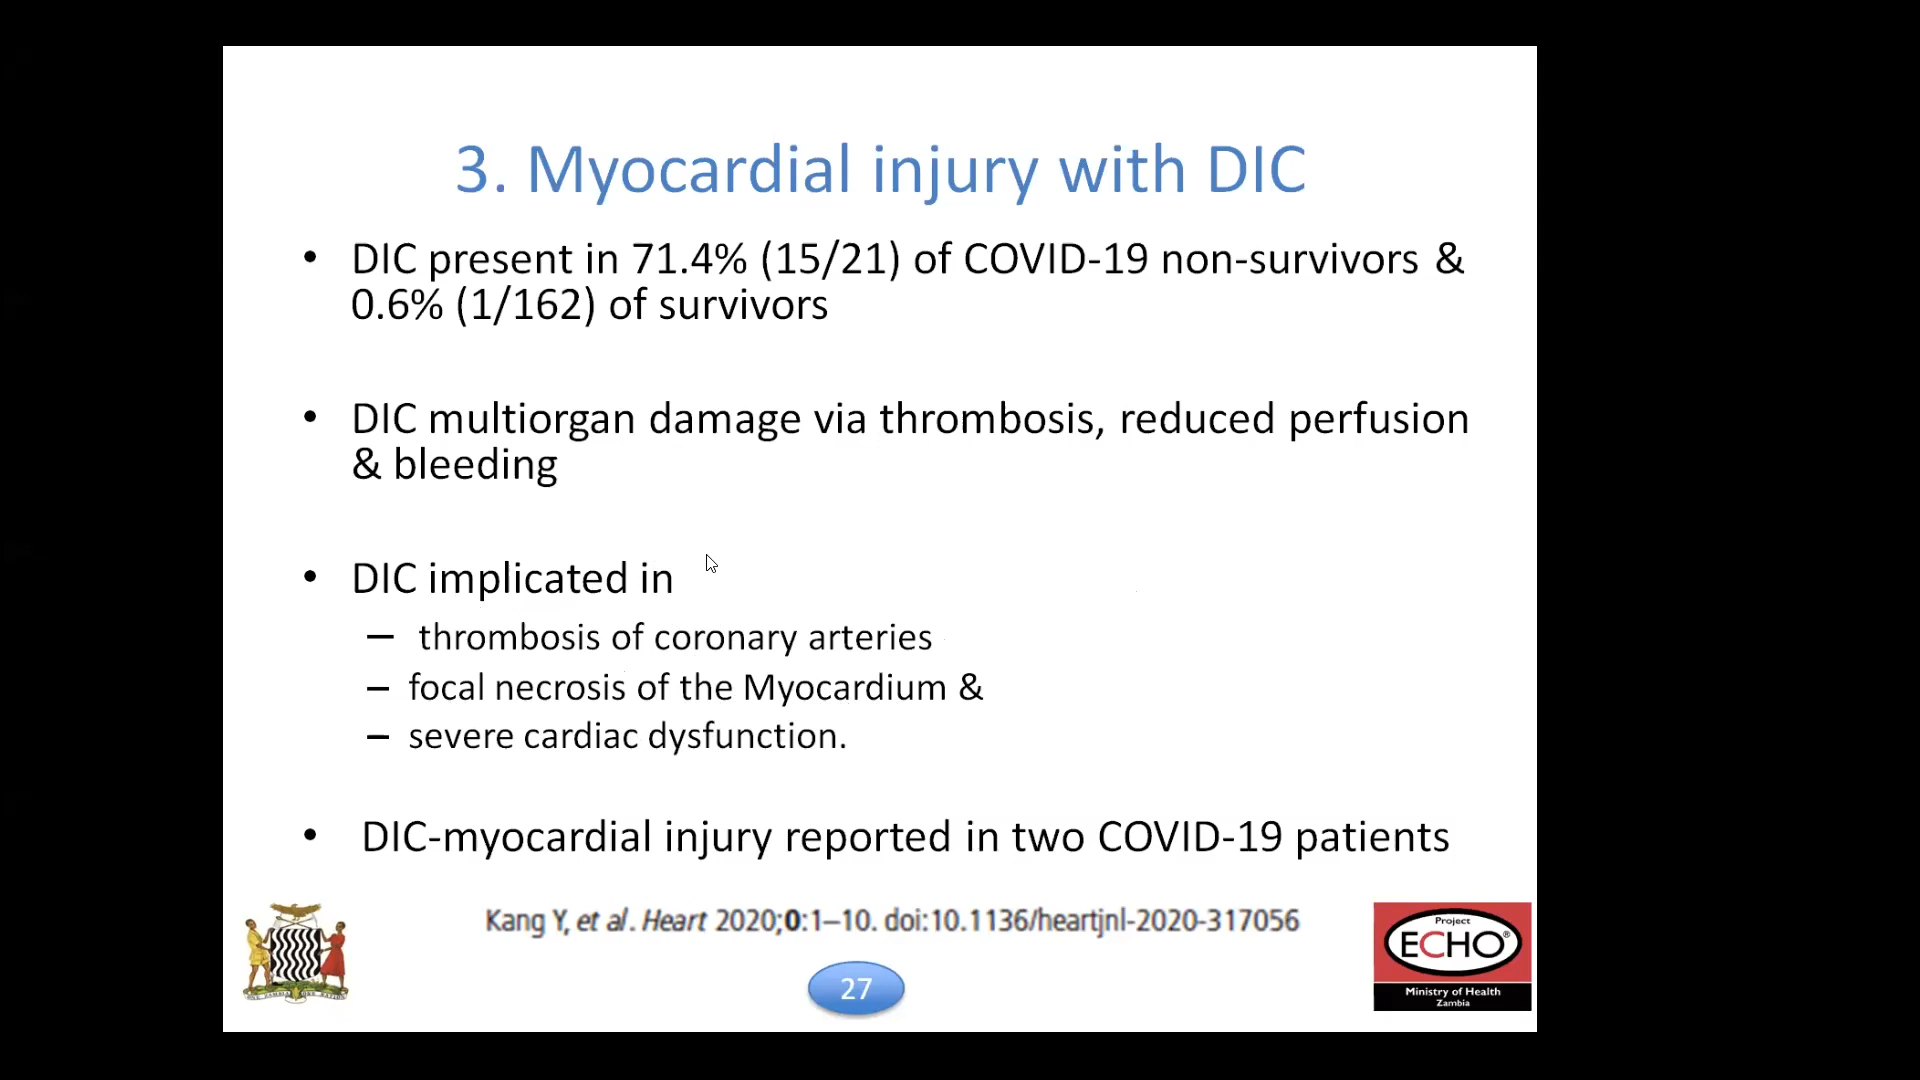 3. Myocardial injury with DIC
• DIC present in 71.4% (15/21) of COVID-19 non-survivors &
0.6% (1/162) of survivors
• DIC multiorgan damage via thrombosis, reduced perfusion
& bleeding
• DIC implicated in
– thrombosis of coronary arteries
– focal necrosis of the Myocardium &
– severe cardiac dysfunction.
• DIC-myocardial injury reported in two COVID-19 patients
Kang Y, et al. Heart 2020;0:1–10. doi:10.1136/heartjnl-2020-317056
27
Project
ECHO®
Ministry of Health
Zambia